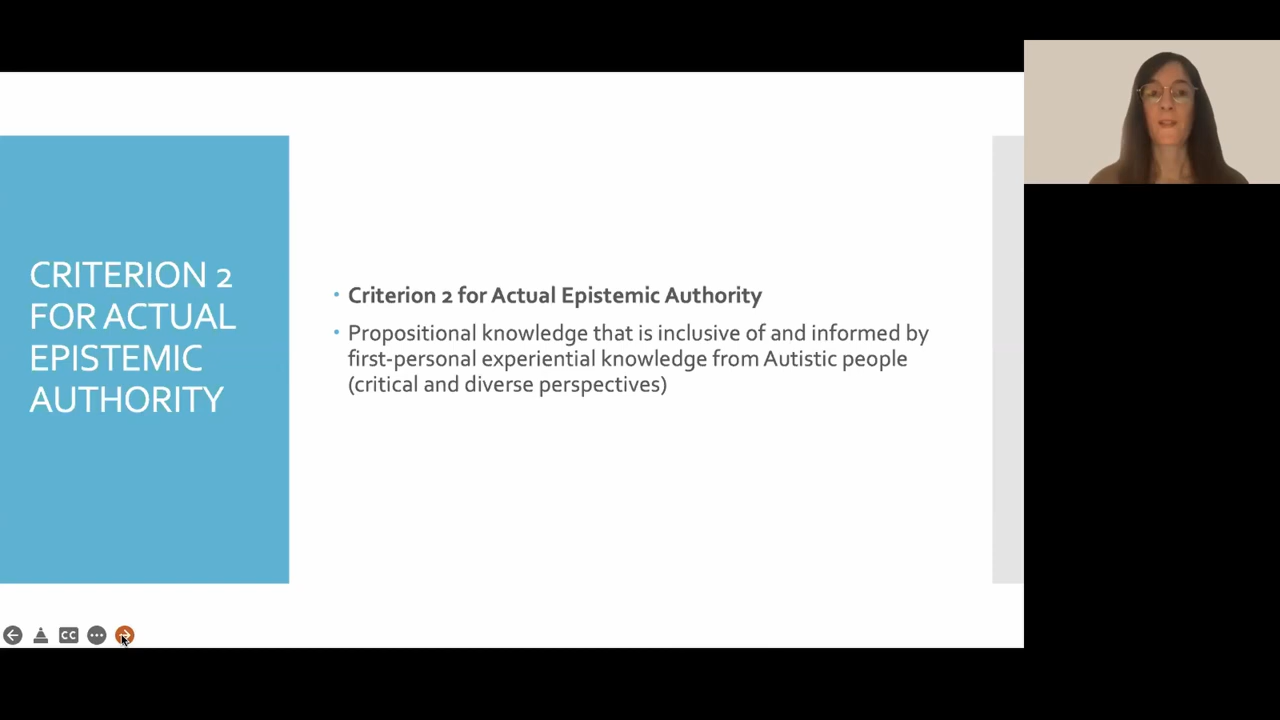 CRITERION 2
FOR ACTUAL
EPISTEMIC
AUTHORITY
• Criterion 2 for Actual Epistemic Authority
• Propositional knowledge that is inclusive of and informed by
first-personal experiential knowledge from Autistic people
(critical and diverse perspectives)
CC